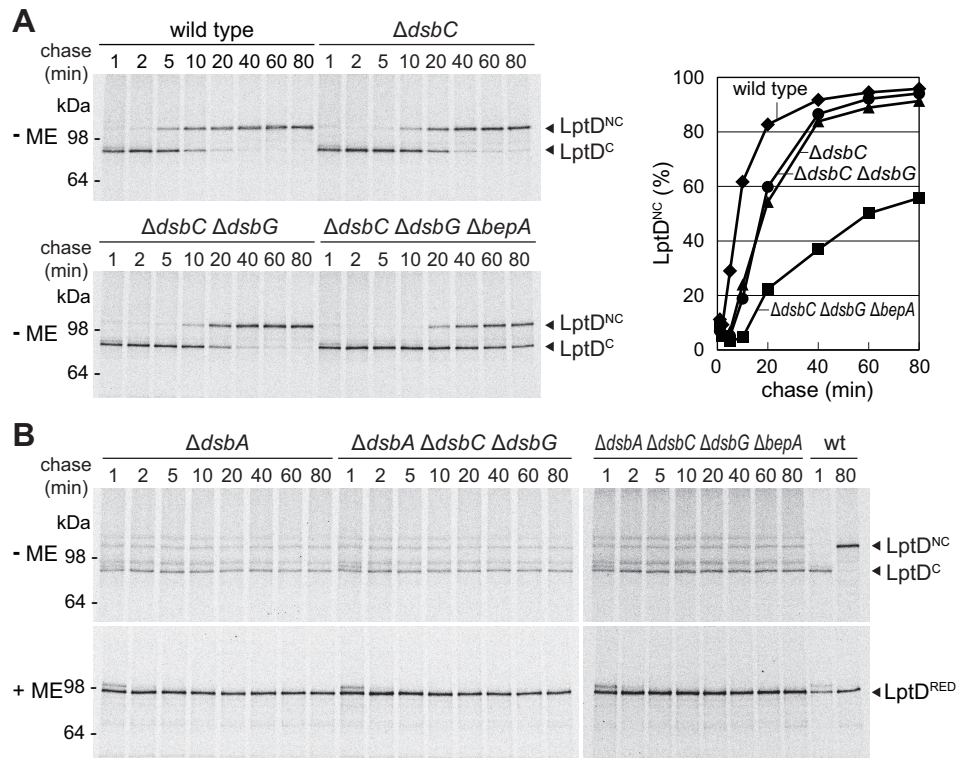 A
wild type
ΔdsbC
chase (min)
1 2 5 10 20 40 60 80
1 2 5 10 20 40 60 80
kDa
- ME
98 -
64 -
LptDNC
LptDC
ΔdsbC ΔdsbG
ΔdsbC ΔdsbG ΔbepA
1 2 5 10 20 40 60 80
1 2 5 10 20 40 60 80
kDa
- ME
98 -
64 -
LptDNC
LptDC
100
80
60
40
20
0
LptDNC (%)
wild type
ΔdsbC
ΔdsbC ΔdsbG
ΔdsbC ΔdsbG ΔbepA
0 20 40 60 80
chase (min)
B
ΔdsbA
ΔdsbA ΔdsbC ΔdsbG
ΔdsbA ΔdsbC ΔdsbG ΔbepA
wt
chase (min)
1 2 5 10 20 40 60 80
1 2 5 10 20 40 60 80
1 2 5 10 20 40 60 80
1 80
kDa
- ME
98 -
64 -
LptDNC
LptDC
+ ME
98 -
64 -
LptDRED